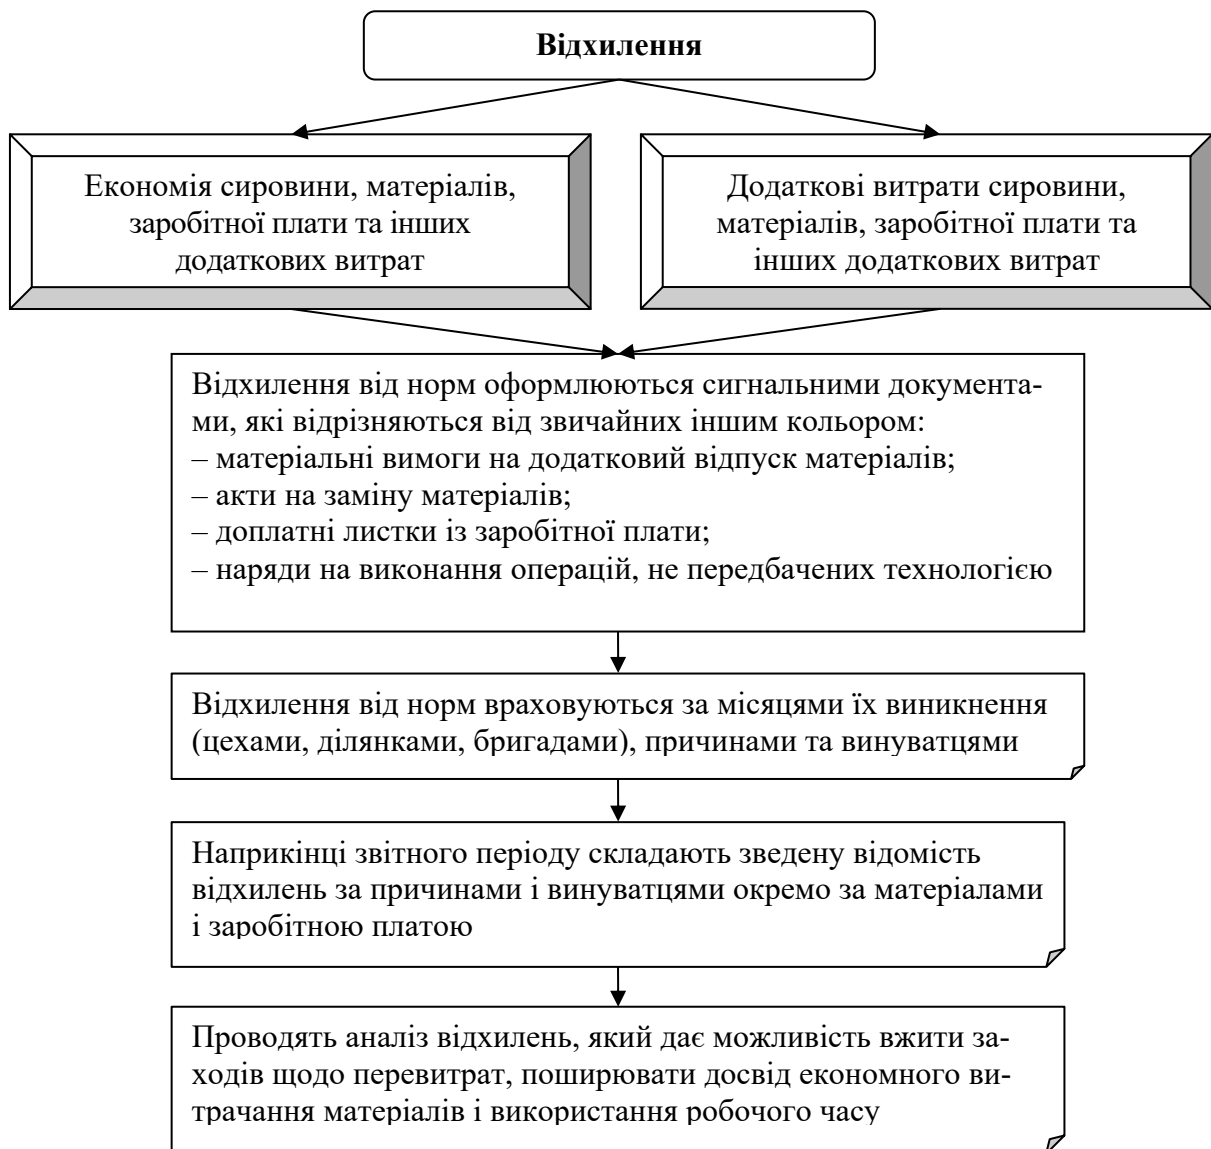 Відхилення
Економія сировини, матеріалів,
заробітної плати та інших
додаткових витрат
Додаткові витрати сировини,
матеріалів, заробітної плати та
інших додаткових витрат
Відхилення від норм оформлюються сигнальними документа-
ми, які відрізняються від звичайних іншим кольором:
– матеріальні вимоги на додатковий відпуск матеріалів;
– акти на заміну матеріалів;
– доплатні листки із заробітної плати;
– наряди на виконання операцій, не передбачених технологією
Відхилення від норм враховуються за місяцями їх виникнення
(цехами, ділянками, бригадами), причинами та винуватцями
Наприкінці звітного періоду складають зведену відомість
відхилень за причинами і винуватцями окремо за матеріалами
і заробітною платою
Проводять аналіз відхилень, який дає можливість вжити за-
ходів щодо перевитрат, поширювати досвід економного ви-
трачання матеріалів і використання робочого часу